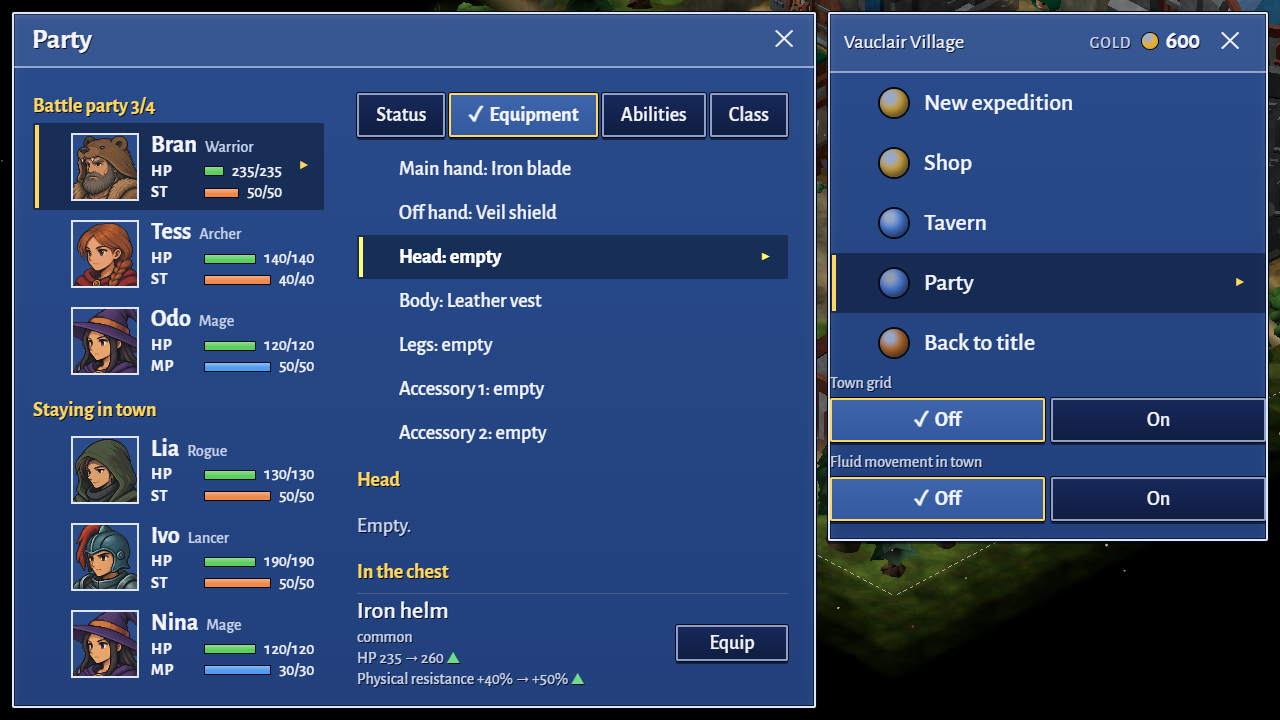 Party
Battle party 3/4
Bran Warrior
HP 235/235
ST 50/50
Tess Archer
HP 140/140
ST 40/40
Odo Mage
HP 120/120
MP 50/50
Staying in town
Lia Rogue
HP 130/130
ST 50/50
Ivo Lancer
HP 190/190
ST 50/50
Nina Mage
HP 120/120
MP 30/30
Status ✓ Equipment Abilities Class
Main hand: Iron blade
Off hand: Veil shield
Head: empty
Body: Leather vest
Legs: empty
Accessory 1: empty
Accessory 2: empty
Head
Empty.
In the chest
Iron helm
common
HP 235 → 260 ▲
Physical resistance +40% → +50% ▲
Equip
Vauclair Village GOLD 600
New expedition
Shop
Tavern
Party
Back to title
Town grid
✓ Off On
Fluid movement in town
✓ Off On